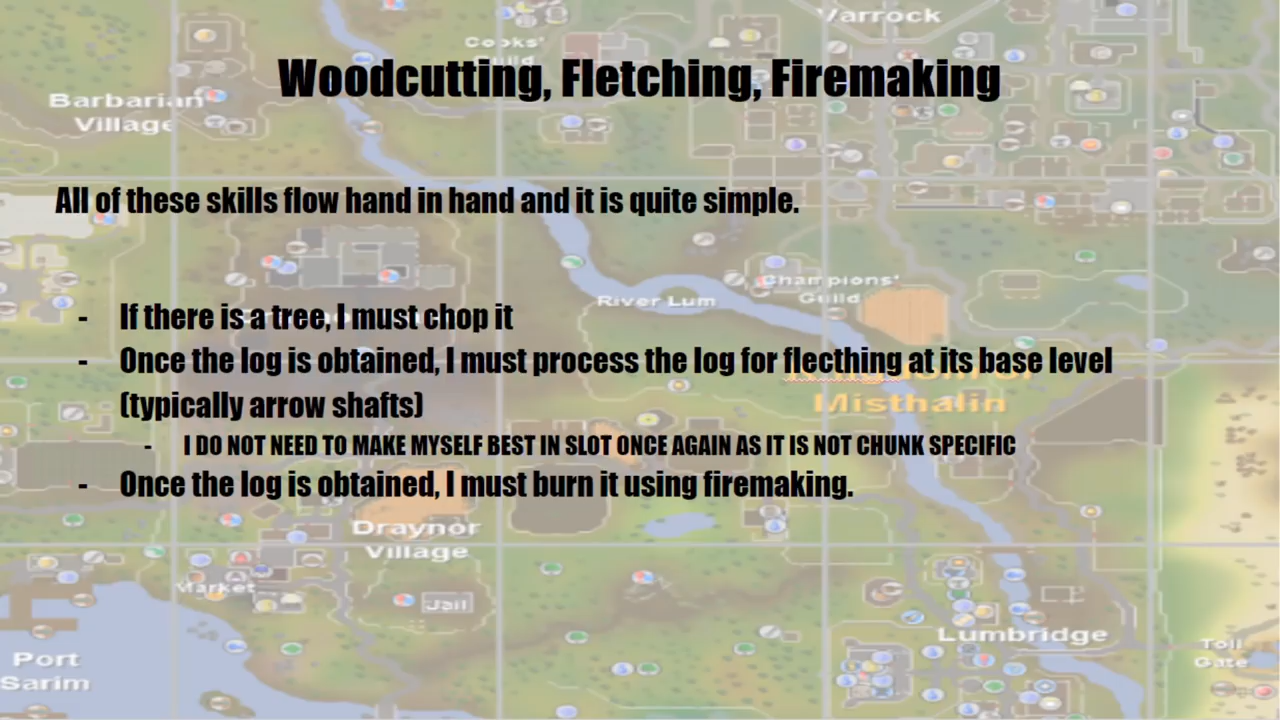 Varrock
Cooks'
Guild
Woodcutting, Fletching, Firemaking
Barbarian
Village
All of these skills flow hand in hand and it is quite simple.
Champions'
Guild
River Lum
- If there is a tree, I must chop it
- Once the log is obtained, I must process the log for flecthing at its base level
(typically arrow shafts)
Misthalin
- I DO NOT NEED TO MAKE MYSELF BEST IN SLOT ONCE AGAIN AS IT IS NOT CHUNK SPECIFIC
- Once the log is obtained, I must burn it using firemaking.
Draynor
Village
Market
Jail
Lumbridge
Toll
Gate
Port
Sarim